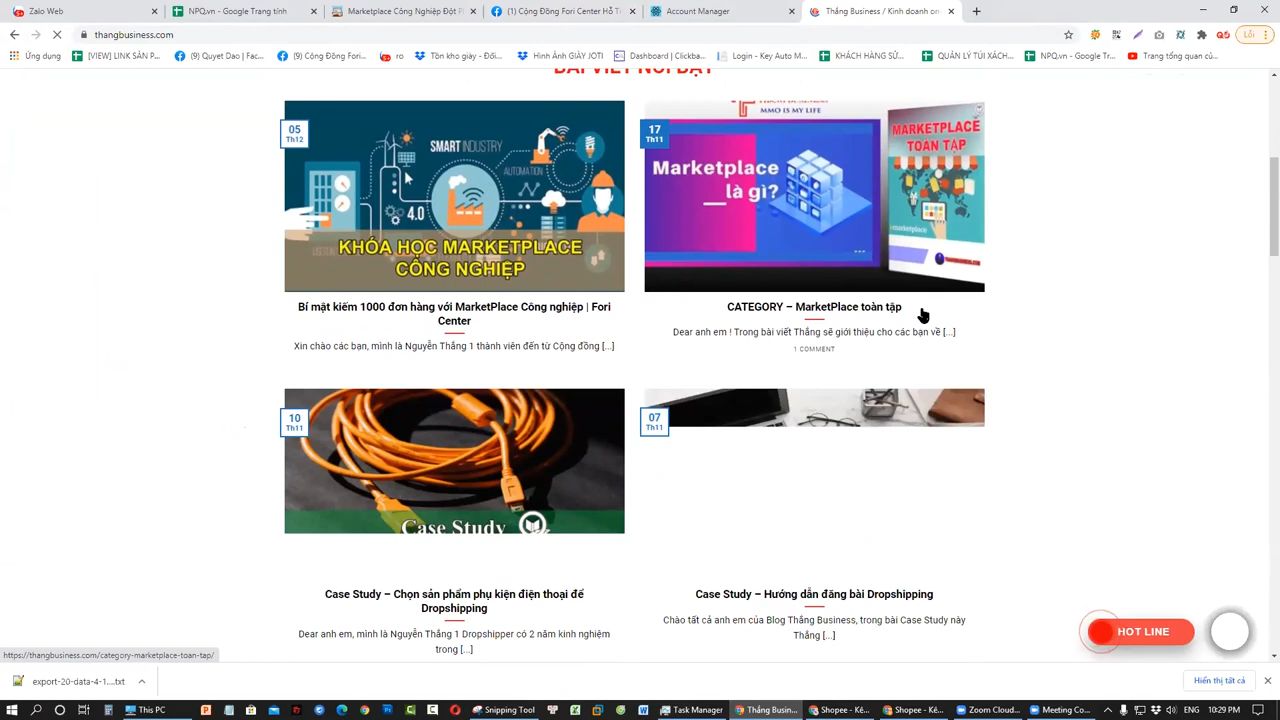 Zalo Web
NPQ.vn - Google Trang tính
Marketplace Công Nghiệp Đột P
(1) Cộng Đồng Fori Center Hỗ T
Account Manager
Thắng Business / Kinh doanh on
thangbusiness.com
Lỗi
Ứng dụng
[VIEW] LINK SẢN P...
(9) Quyet Dao | Fac...
(9) Cộng Đồng Fori...
ro
Tồn kho giày - Đối...
Hình Ảnh GIÀY JOTI
Dashboard | Clickba...
Login - Key Auto M...
KHÁCH HÀNG SỬ...
QUẢN LÝ TÚI XÁCH...
NPQ.vn - Google Tr...
Trang tổng quan củ...
BÀI VIẾT NỔI BẬT
05
Th12
SMART INDUSTRY
AUTOMATION
4.0
KHÓA HỌC MARKETPLACE
CÔNG NGHIỆP
Bí mật kiếm 1000 đơn hàng với MarketPlace Công nghiệp | Fori
Center
Xin chào các bạn, mình là Nguyễn Thắng 1 thành viên đến từ Cộng đồng [...]
17
Th11
MMO IS MY LIFE
Marketplace
là gì?
MARKETPLACE
TOAN TẬP
CATEGORY – MarketPlace toàn tập
Dear anh em ! Trong bài viết Thắng sẽ giới thiệu cho các bạn về [...]
1 COMMENT
10
Th11
Case Study
Case Study – Chọn sản phẩm phụ kiện điện thoại để
Dropshipping
Dear anh em, mình là Nguyễn Thắng 1 Dropshipper có 2 năm kinh nghiệm
trong [...]
07
Th11
Case Study – Hướng dẫn đăng bài Dropshipping
Chào tất cả anh em của Blog Thắng Business, trong bài Case Study này
Thắng [...]
HOT LINE
https://thangbusiness.com/category-marketplace-toan-tap/
export-20-data-4-1....txt
Hiển thị tất cả
This PC
Snipping Tool
Task Manager
Thắng Busin...
Shopee - Kê...
Shopee - Kê...
Zoom Cloud...
Meeting Co...
ENG
10:29 PM